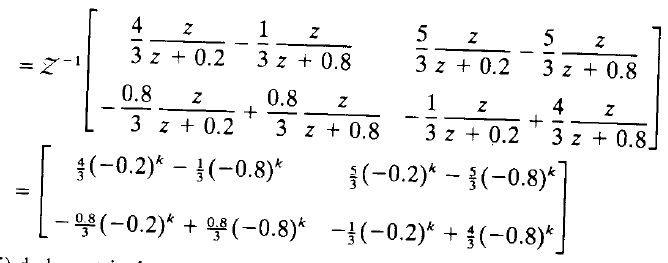 = Z⁻¹ [ 4/3 z/(z + 0.2) − 1/3 z/(z + 0.8)    5/3 z/(z + 0.2) − 5/3 z/(z + 0.8)
− 0.8/3 z/(z + 0.2) + 0.8/3 z/(z + 0.8)    − 1/3 z/(z + 0.2) + 4/3 z/(z + 0.8) ]
= [ 4/3(−0.2)ᵏ − 1/3(−0.8)ᵏ    5/3(−0.2)ᵏ − 5/3(−0.8)ᵏ
− 0.8/3(−0.2)ᵏ + 0.8/3(−0.8)ᵏ    −1/3(−0.2)ᵏ + 4/3(−0.8)ᵏ ]